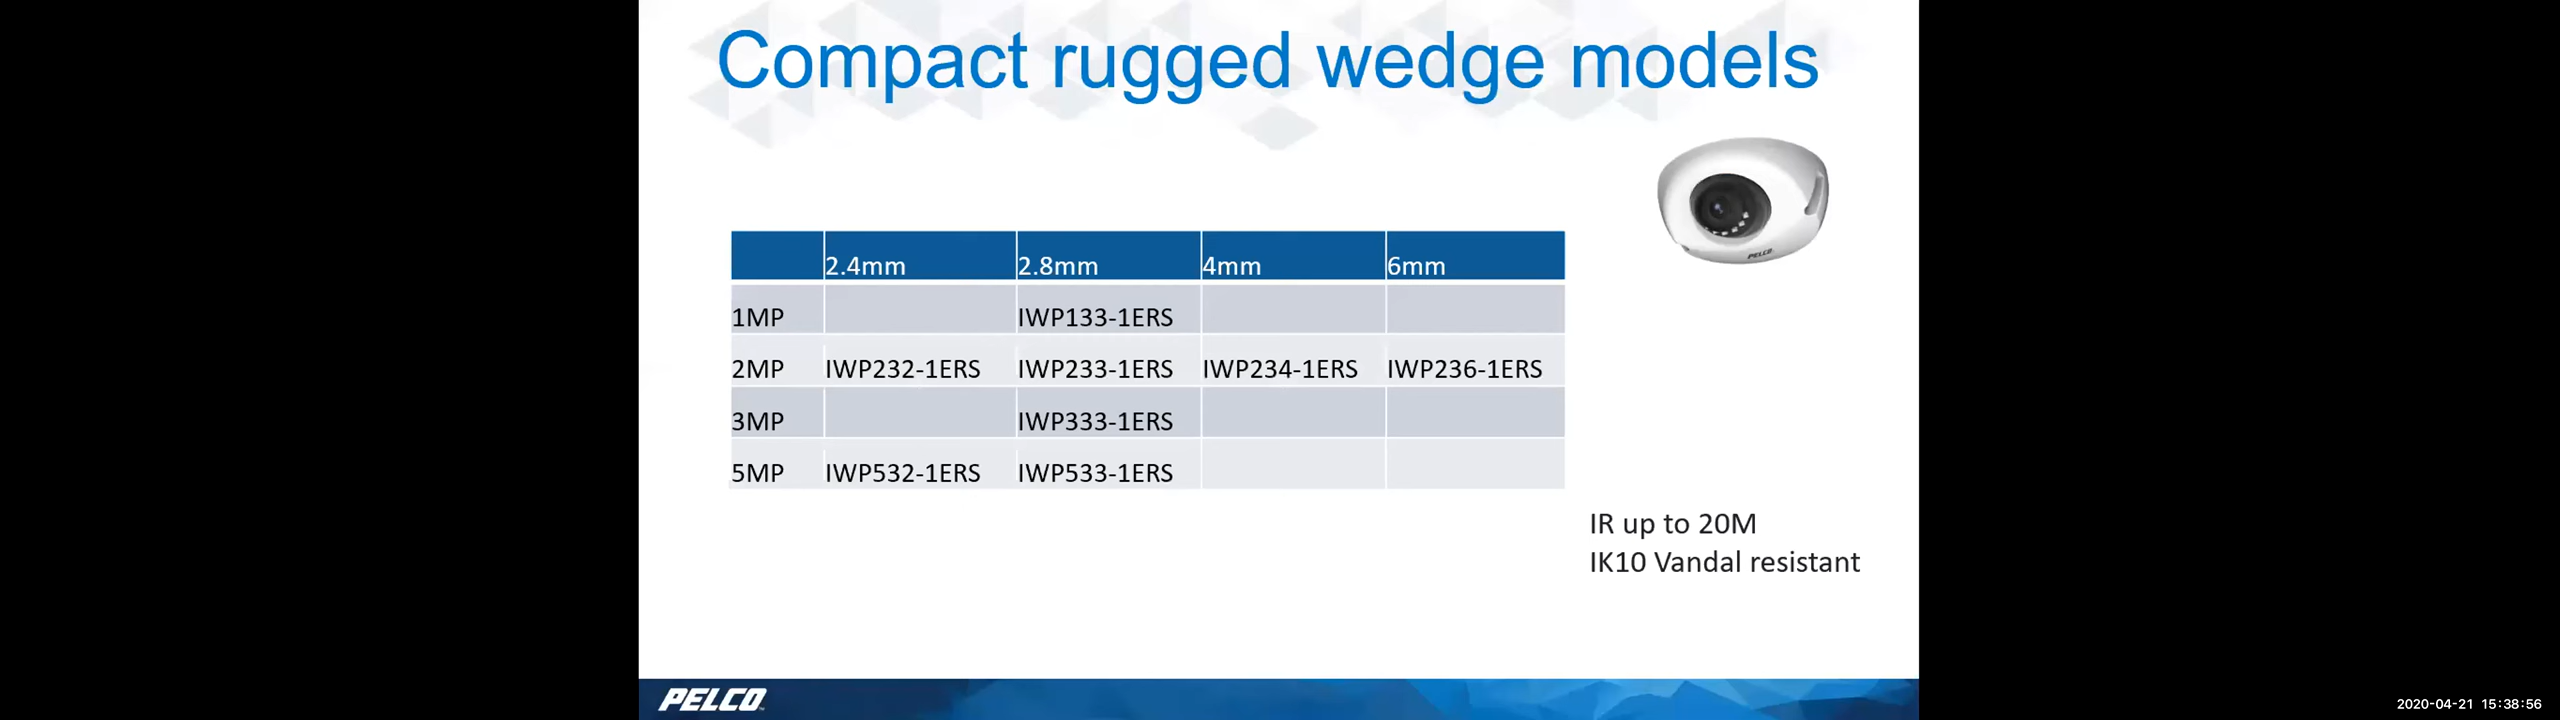 Compact rugged wedge models
PELCO
2.4mm 2.8mm 4mm 6mm
1MP IWP133-1ERS
2MP IWP232-1ERS IWP233-1ERS IWP234-1ERS IWP236-1ERS
3MP IWP333-1ERS
5MP IWP532-1ERS IWP533-1ERS
IR up to 20M
IK10 Vandal resistant
PELCO
2020-04-21 15:38:56